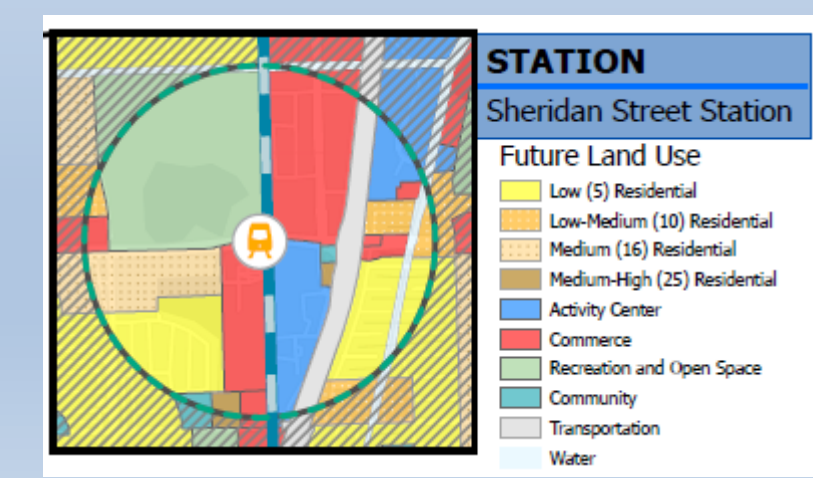 STATION
Sheridan Street Station
Future Land Use
Low (5) Residential
Low-Medium (10) Residential
Medium (16) Residential
Medium-High (25) Residential
Activity Center
Commerce
Recreation and Open Space
Community
Transportation
Water